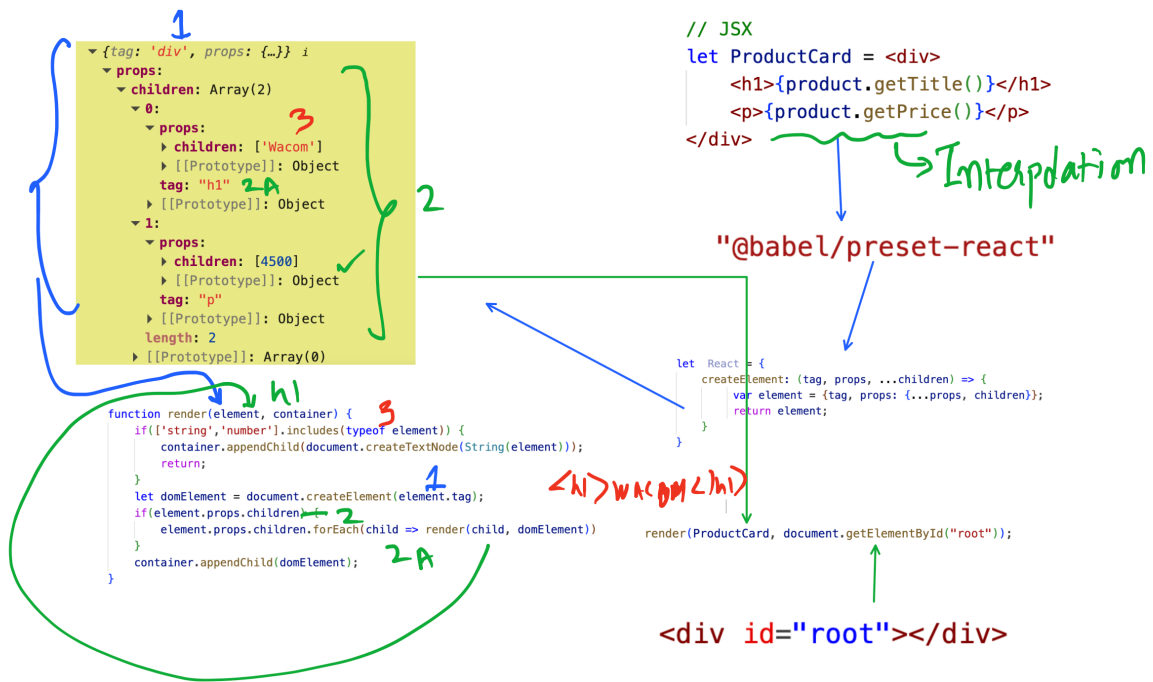 1
{tag: 'div', props: {…}} i
props:
children: Array(2)
0:
props:
3
children: ['Wacom']
[[Prototype]]: Object
tag: "h1" 2A
[[Prototype]]: Object
1:
props:
children: [4500]
[[Prototype]]: Object
tag: "p"
[[Prototype]]: Object
length: 2
[[Prototype]]: Array(0)
2
// JSX
let ProductCard = <div>
<h1>{product.getTitle()}</h1>
<p>{product.getPrice()}</p>
</div>
Interpolation
"@babel/preset-react"
let React = {
createElement: (tag, props, ...children) => {
var element = {tag, props: {...props, children}};
return element;
}
}
h1
function render(element, container) {
3
if(['string','number'].includes(typeof element)) {
container.appendChild(document.createTextNode(String(element)));
return;
}
1
let domElement = document.createElement(element.tag);
if(element.props.children) {
2
element.props.children.forEach(child => render(child, domElement))
}
2A
container.appendChild(domElement);
}
<h1>WACOM</h1>
render(ProductCard, document.getElementById("root"));
<div id="root"></div>